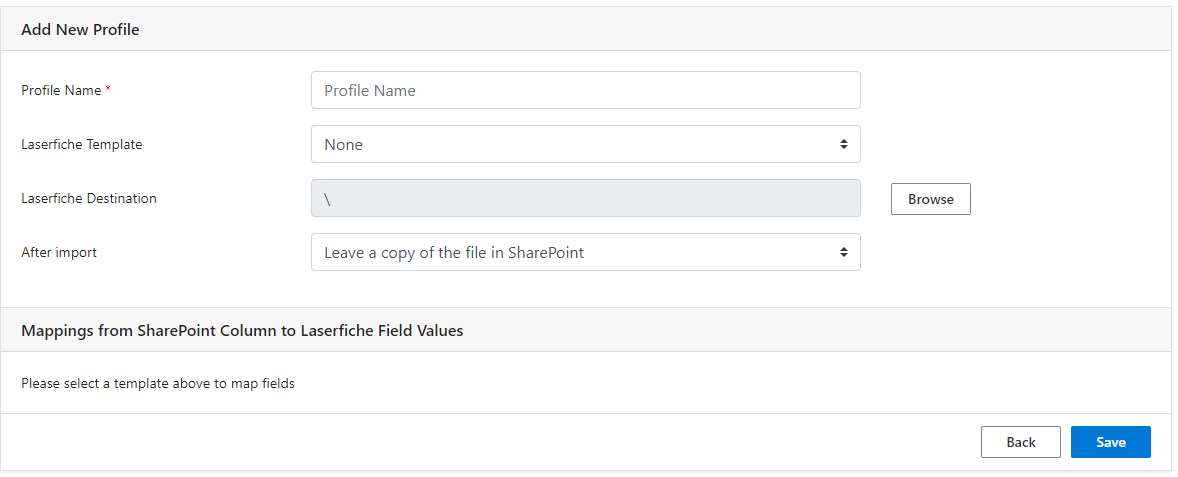 Add New Profile
Profile Name * Profile Name
Laserfiche Template None
Laserfiche Destination \ Browse
After import Leave a copy of the file in SharePoint
Mappings from SharePoint Column to Laserfiche Field Values
Please select a template above to map fields
Back Save